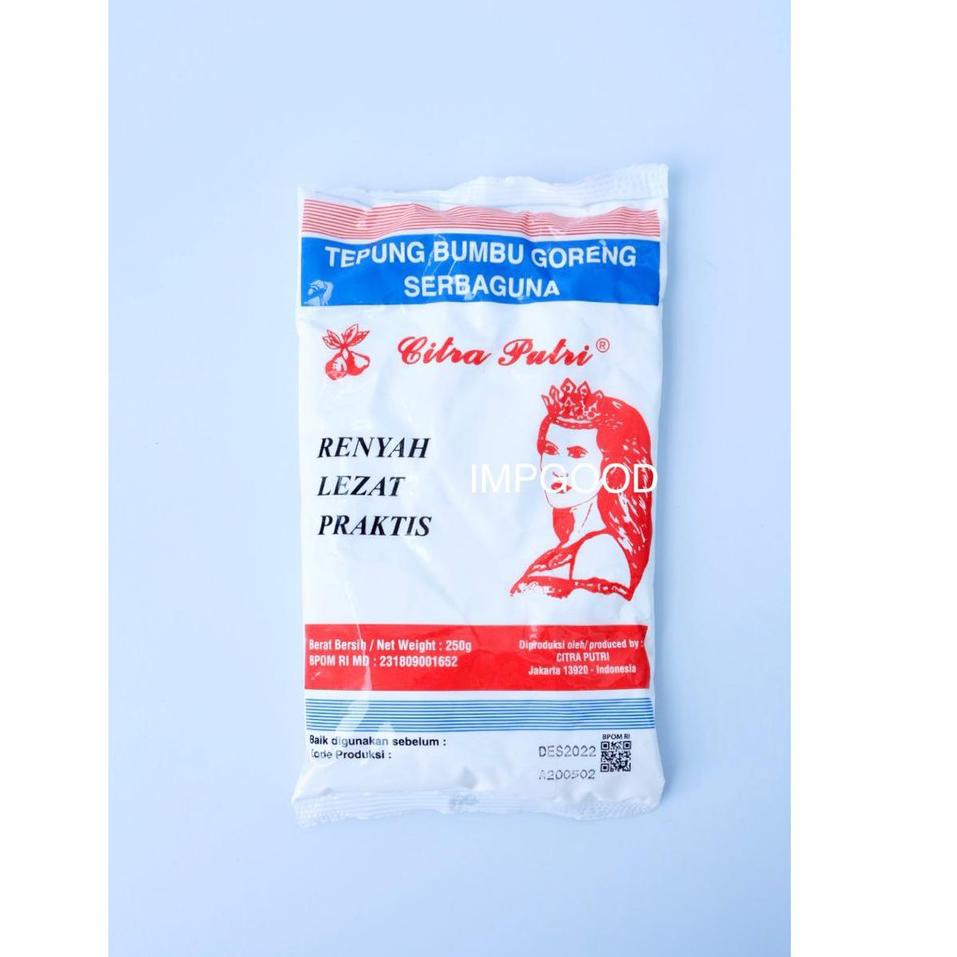 TEPUNG BUMBU GORENG
SERBAGUNA
Citra Putri ®
RENYAH
LEZAT
PRAKTIS
IMPGOOD
Berat Bersih / Net Weight : 250g
BPOM RI MD : 231809001652
Diproduksi oleh/ produced by :
CITRA PUTRI
Jakarta 13920 - Indonesia
Baik digunakan sebelum :
Kode Produksi :
BPOM RI
DES2022
A200502